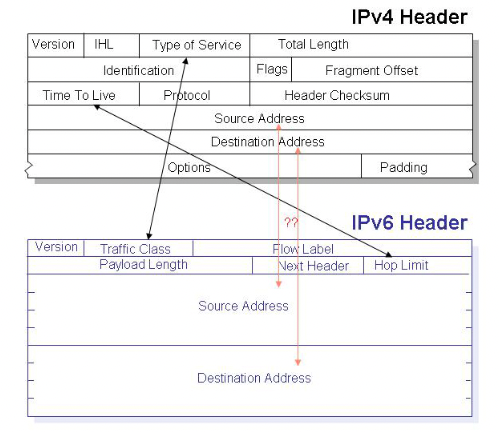 IPv4 Header
Version IHL Type of Service Total Length
Identification Flags Fragment Offset
Time To Live Protocol Header Checksum
Source Address
Destination Address
Options Padding
??
IPv6 Header
Version Traffic Class Flow Label
Payload Length Next Header Hop Limit
Source Address
Destination Address